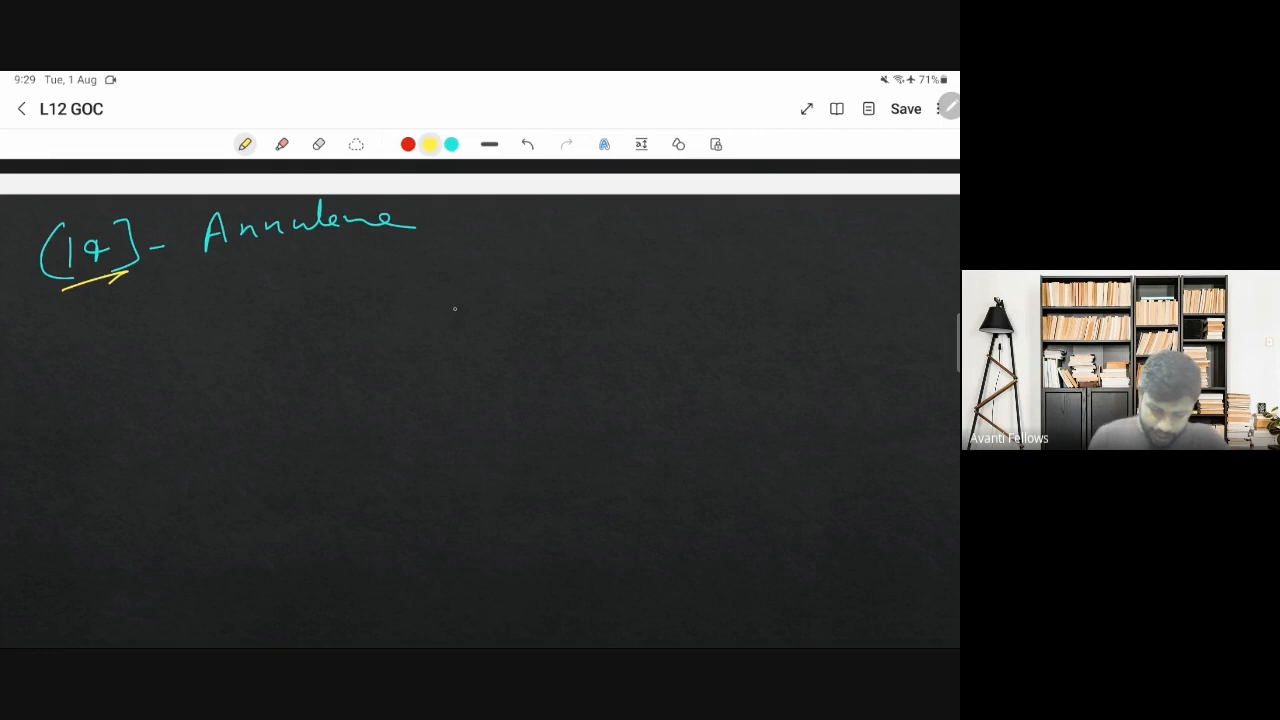 9:29 Tue, 1 Aug
71%
L12 GOC
Save
(14] - Annulene
Avanti Fellows